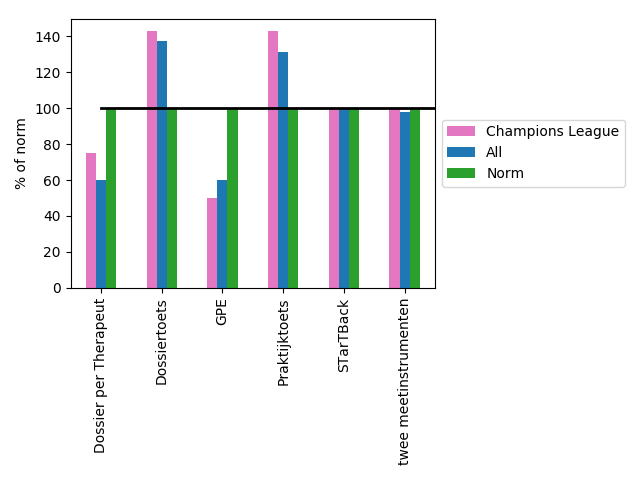 140
120
100
80
60
40
20
0
% of norm
Champions League
All
Norm
Dossier per Therapeut
Dossiertoets
GPE
Praktijktoets
STarTBack
twee meetinstrumenten